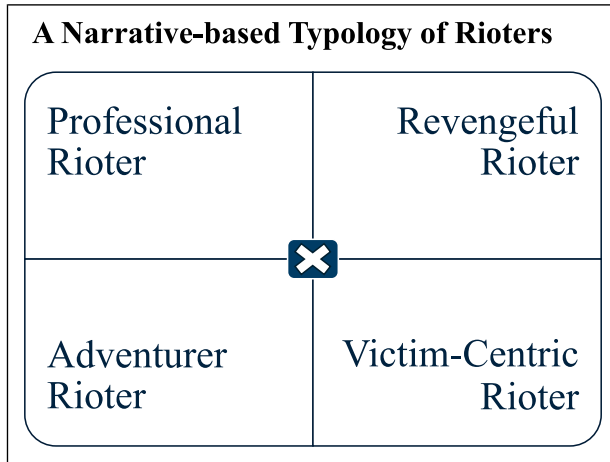 A Narrative-based Typology of Rioters
Professional
Rioter
Revengeful
Rioter
Adventurer
Rioter
Victim-Centric
Rioter